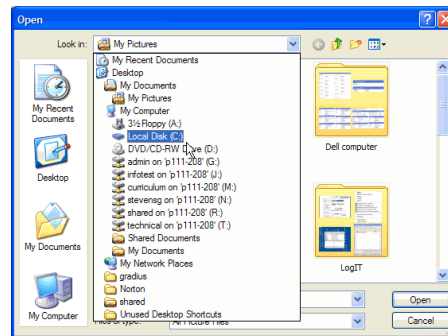 Open
Look in:
My Pictures
My Recent Documents
Desktop
My Documents
My Pictures
My Computer
3½ Floppy (A:)
Local Disk (C:)
DVD/CD-RW Drive (D:)
admin on 'p111-208' (G:)
infotest on 'p111-208' (J:)
curriculum on 'p111-208' (M:)
stevensg on 'p111-208' (N:)
shared on 'p111-208' (R:)
technical on 'p111-208' (T:)
Shared Documents
My Documents
My Network Places
gradius
Norton
shared
Unused Desktop Shortcuts
My Recent
Documents
Desktop
My Documents
My Computer
Dell computer
LogIT
Open
Cancel